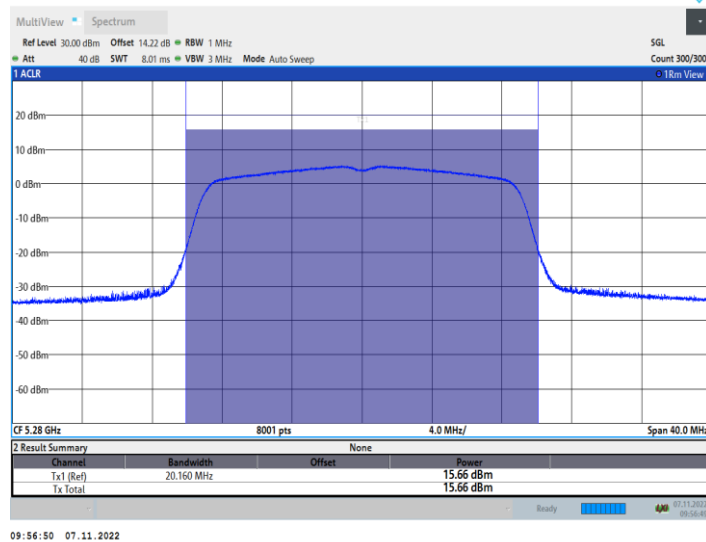 MultiView Spectrum
Ref Level 30.00 dBm Offset 14.22 dB RBW 1 MHz SGL
Att 40 dB SWT 8.01 ms VBW 3 MHz Mode Auto Sweep Count 300/300
1 ACLR 1Rm View
20 dBm
10 dBm
0 dBm
-10 dBm
-20 dBm
-30 dBm
-40 dBm
-50 dBm
-60 dBm
CF 5.28 GHz 8001 pts 4.0 MHz/ Span 40.0 MHz
2 Result Summary None
Channel Bandwidth Offset Power
Tx1 (Ref) 20.160 MHz 15.66 dBm
Tx Total 15.66 dBm
Ready 07.11.2022
09:56:50 07.11.2022